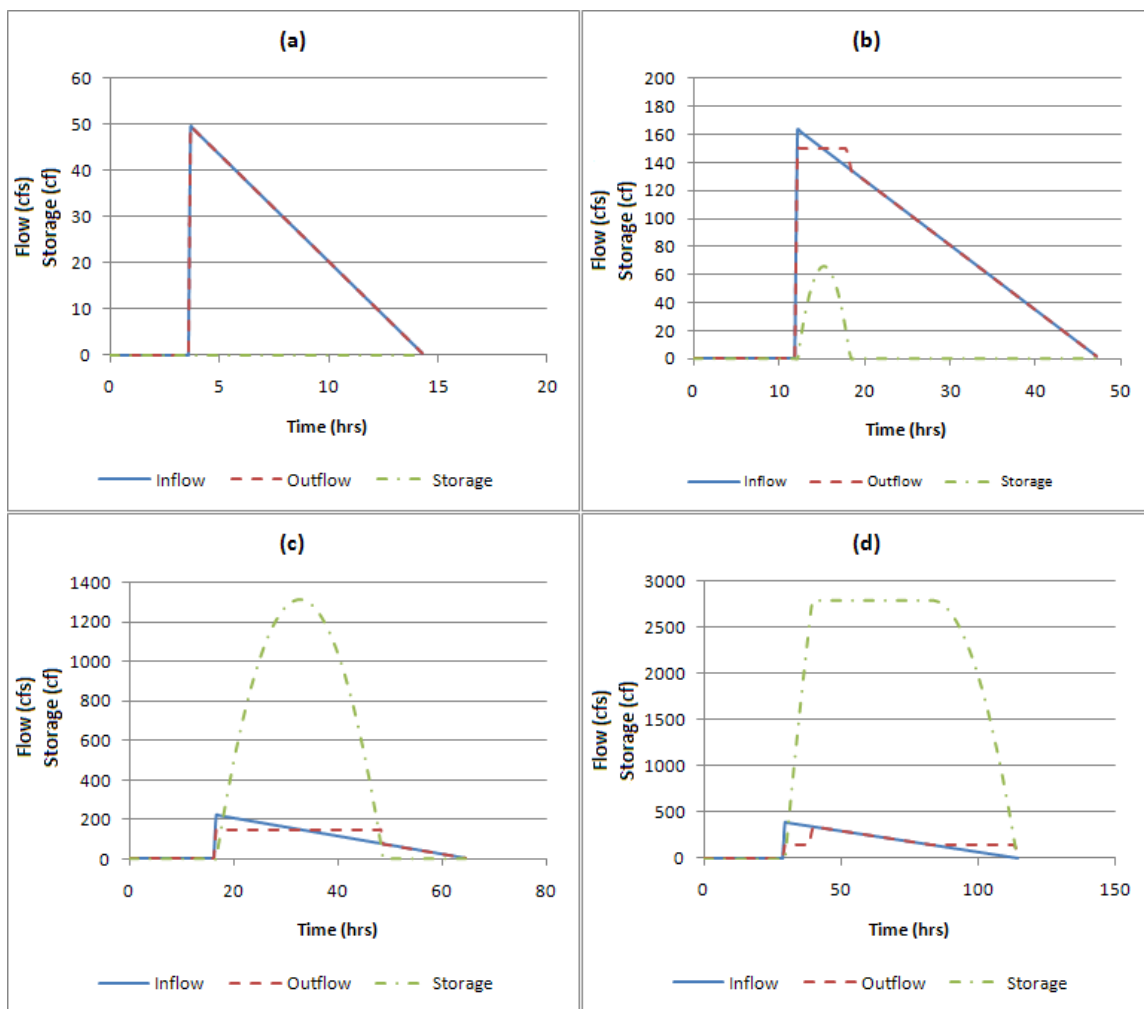 (a)
60
50
40
30
20
10
0
Flow (cfs)
Storage (cf)
0 5 10 15 20
Time (hrs)
Inflow Outflow Storage
(b)
200
180
160
140
120
100
80
60
40
20
0
Flow (cfs)
Storage (cf)
0 10 20 30 40 50
Time (hrs)
Inflow Outflow Storage
(c)
1400
1200
1000
800
600
400
200
0
Flow (cfs)
Storage (cf)
0 20 40 60 80
Time (hrs)
Inflow Outflow Storage
(d)
3000
2500
2000
1500
1000
500
0
Flow (cfs)
Storage (cf)
0 50 100 150
Time (hrs)
Inflow Outflow Storage